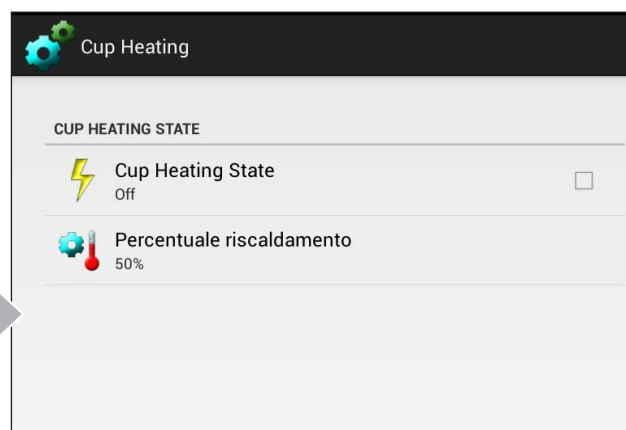 Cup Heating
CUP HEATING STATE
Cup Heating State
Off
Percentuale riscaldamento
50%